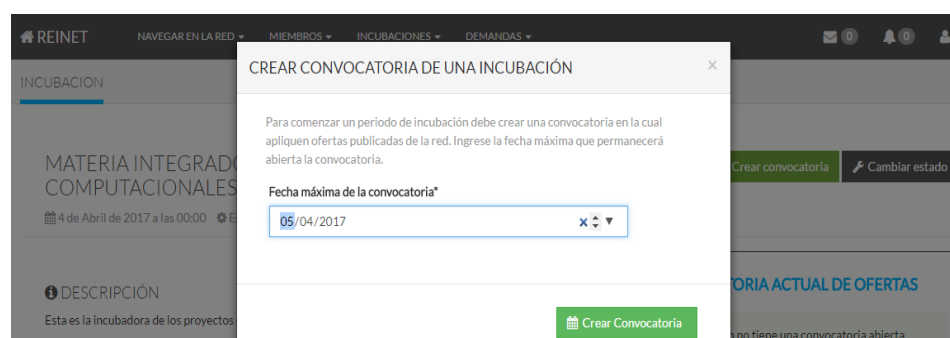 REINET NAVEGAR EN LA RED MIEMBROS INCUBACIONES DEMANDAS 0 0
INCUBACION
CREAR CONVOCATORIA DE UNA INCUBACIÓN ×
Para comenzar un periodo de incubación debe crear una convocatoria en la cual
apliquen ofertas publicadas de la red. Ingrese la fecha máxima que permanecerá
abierta la convocatoria.
Fecha máxima de la convocatoria*
05/04/2017
Crear Convocatoria
MATERIA
COMPUTACIONALES
4 de Abril de 2017 a las 00:00
Crear convocatoria Cambiar estado
DESCRIPCIÓN
Esta es la incubadora de los proyectos
ACTUAL DE OFERTAS
no tiene una convocatoria abierta